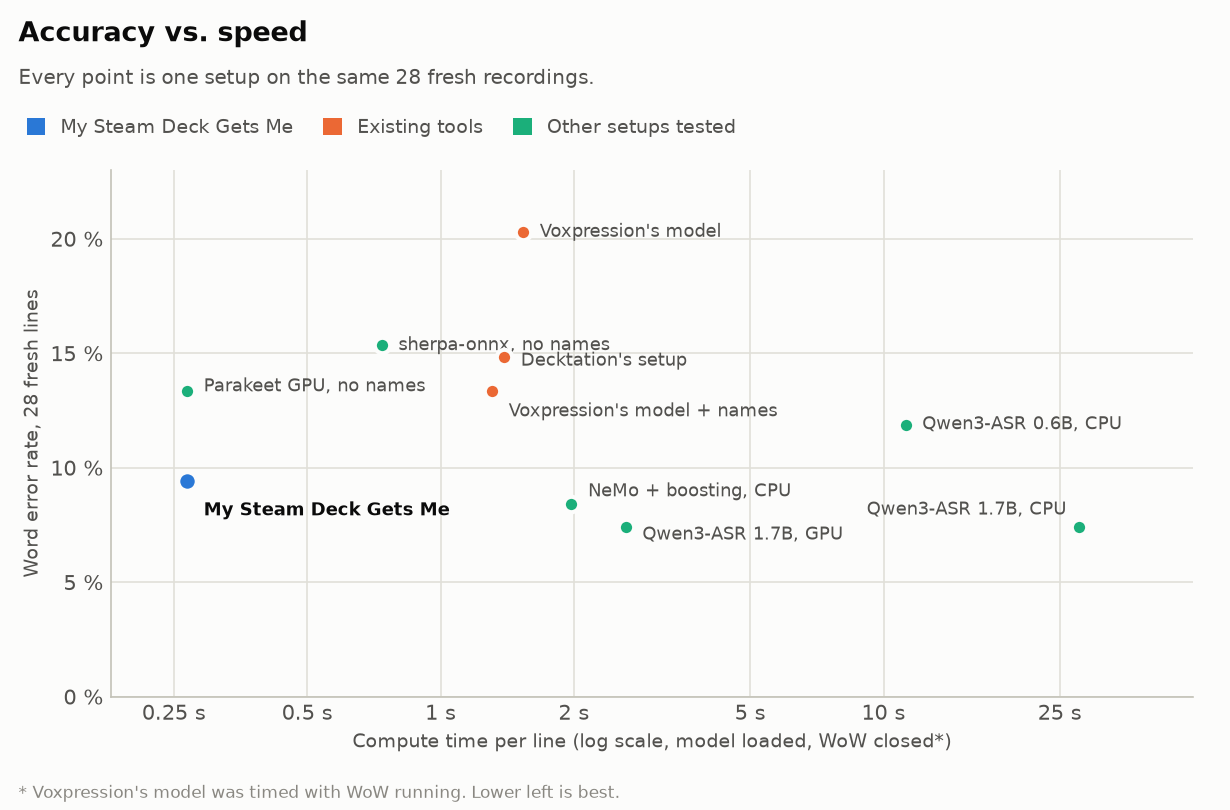 Accuracy vs. speed
Every point is one setup on the same 28 fresh recordings.
My Steam Deck Gets Me
Existing tools
Other setups tested
Word error rate, 28 fresh lines
20 %
15 %
10 %
5 %
0 %
Voxpression's model
sherpa-onnx, no names
Decktation's setup
Parakeet GPU, no names
Voxpression's model + names
Qwen3-ASR 0.6B, CPU
NeMo + boosting, CPU
My Steam Deck Gets Me
Qwen3-ASR 1.7B, CPU
Qwen3-ASR 1.7B, GPU
0.25 s
0.5 s
1 s
2 s
5 s
10 s
25 s
Compute time per line (log scale, model loaded, WoW closed*)
* Voxpression's model was timed with WoW running. Lower left is best.